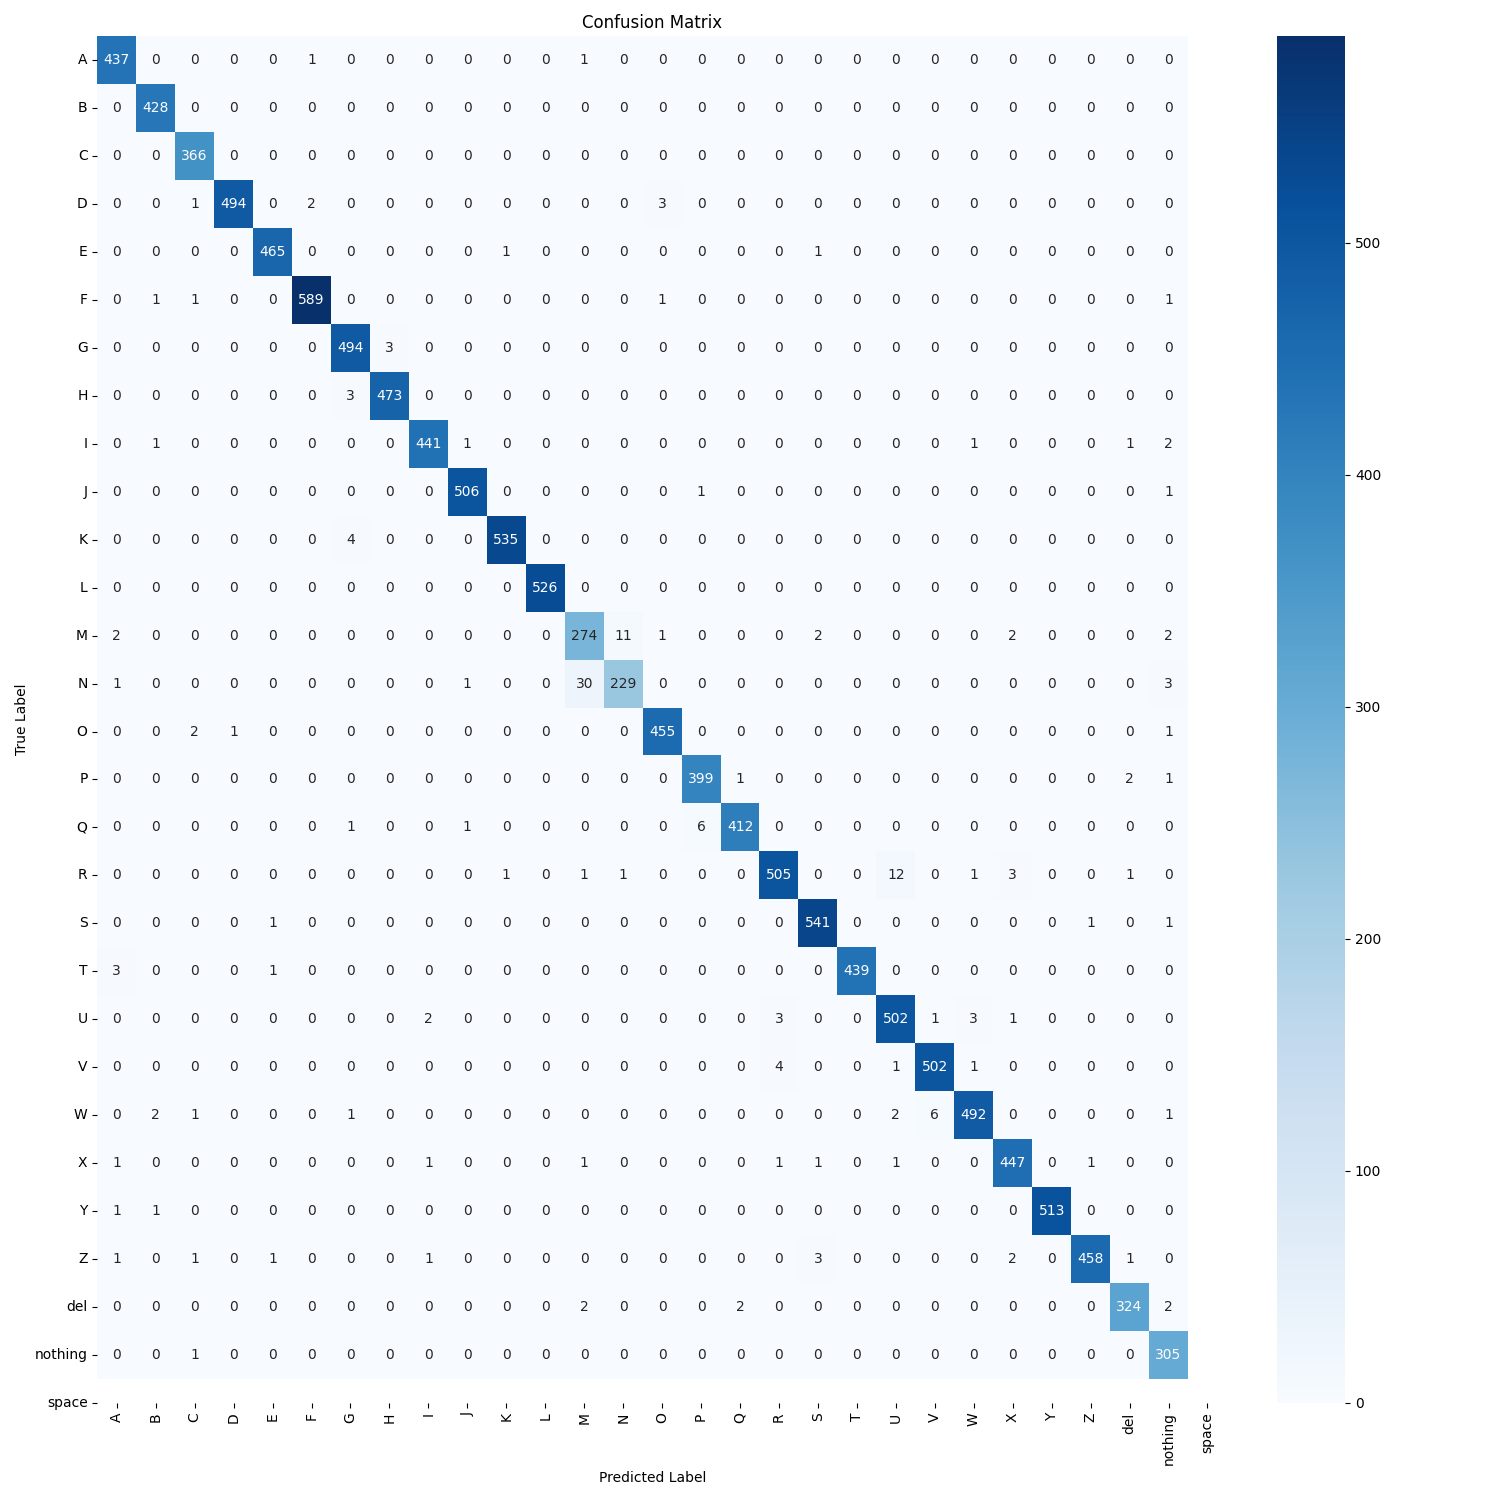 Confusion Matrix
A 437 0 0 0 0 1 0 0 0 0 0 0 1 0 0 0 0 0 0 0 0 0 0 0 0 0 0 0
B 0 428 0 0 0 0 0 0 0 0 0 0 0 0 0 0 0 0 0 0 0 0 0 0 0 0 0 0
C 0 0 366 0 0 0 0 0 0 0 0 0 0 0 0 0 0 0 0 0 0 0 0 0 0 0 0 0
D 0 0 1 494 0 2 0 0 0 0 0 0 0 0 3 0 0 0 0 0 0 0 0 0 0 0 0 0
E 0 0 0 0 465 0 0 0 0 0 1 0 0 0 0 0 0 0 1 0 0 0 0 0 0 0 0 0
F 0 1 1 0 0 589 0 0 0 0 0 0 0 0 1 0 0 0 0 0 0 0 0 0 0 0 0 1
G 0 0 0 0 0 0 494 3 0 0 0 0 0 0 0 0 0 0 0 0 0 0 0 0 0 0 0 0
H 0 0 0 0 0 0 3 473 0 0 0 0 0 0 0 0 0 0 0 0 0 0 0 0 0 0 0 0
I 0 1 0 0 0 0 0 0 441 1 0 0 0 0 0 0 0 0 0 0 0 0 1 0 0 0 1 2
J 0 0 0 0 0 0 0 0 0 506 0 0 0 0 0 1 0 0 0 0 0 0 0 0 0 0 0 1
K 0 0 0 0 0 0 4 0 0 0 535 0 0 0 0 0 0 0 0 0 0 0 0 0 0 0 0 0
L 0 0 0 0 0 0 0 0 0 0 0 526 0 0 0 0 0 0 0 0 0 0 0 0 0 0 0 0
M 2 0 0 0 0 0 0 0 0 0 0 0 274 11 1 0 0 0 2 0 0 0 0 2 0 0 0 2
N 1 0 0 0 0 0 0 0 0 1 0 0 30 229 0 0 0 0 0 0 0 0 0 0 0 0 0 3
O 0 0 2 1 0 0 0 0 0 0 0 0 0 0 455 0 0 0 0 0 0 0 0 0 0 0 0 1
P 0 0 0 0 0 0 0 0 0 0 0 0 0 0 0 399 1 0 0 0 0 0 0 0 0 0 2 1
Q 0 0 0 0 0 0 1 0 0 1 0 0 0 0 0 6 412 0 0 0 0 0 0 0 0 0 0 0
R 0 0 0 0 0 0 0 0 0 0 1 0 1 1 0 0 0 505 0 0 12 0 1 3 0 0 1 0
S 0 0 0 0 1 0 0 0 0 0 0 0 0 0 0 0 0 0 541 0 0 0 0 0 0 1 0 1
T 3 0 0 0 1 0 0 0 0 0 0 0 0 0 0 0 0 0 0 439 0 0 0 0 0 0 0 0
U 0 0 0 0 0 0 0 0 2 0 0 0 0 0 0 0 0 3 0 0 502 1 3 1 0 0 0 0
V 0 0 0 0 0 0 0 0 0 0 0 0 0 0 0 0 0 4 0 0 1 502 1 0 0 0 0 0
W 0 2 1 0 0 0 1 0 0 0 0 0 0 0 0 0 0 0 0 0 2 6 492 0 0 0 0 1
X 1 0 0 0 0 0 0 0 1 0 0 0 1 0 0 0 0 1 1 0 1 0 0 447 0 1 0 0
Y 1 1 0 0 0 0 0 0 0 0 0 0 0 0 0 0 0 0 0 0 0 0 0 0 513 0 0 0
Z 1 0 1 0 1 0 0 0 1 0 0 0 0 0 0 0 0 0 3 0 0 0 0 2 0 458 1 0
del 0 0 0 0 0 0 0 0 0 0 0 0 2 0 0 0 2 0 0 0 0 0 0 0 0 0 324 2
nothing 0 0 1 0 0 0 0 0 0 0 0 0 0 0 0 0 0 0 0 0 0 0 0 0 0 0 0 305
space
A B C D E F G H I J K L M N O P Q R S T U V W X Y Z del nothing space
Predicted Label
True Label
500
400
300
200
100
0